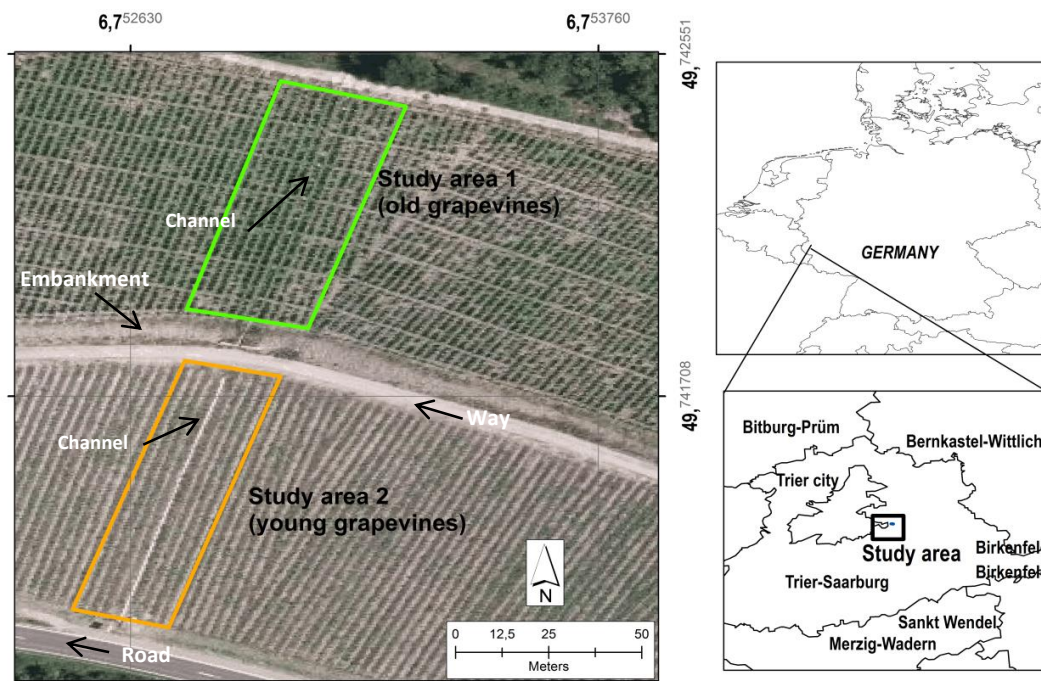 6,752630
6,753760
49,742551
Study area 1
(old grapevines)
Channel
Embankment
49,741708
Way
Channel
Study area 2
(young grapevines)
N
0 12,5 25 50
Meters
Road
GERMANY
Bitburg-Prüm
Bernkastel-Wittlich
Trier city
Study area
Birkenfel
Birkenfel
Trier-Saarburg
Sankt Wendel
Merzig-Wadern